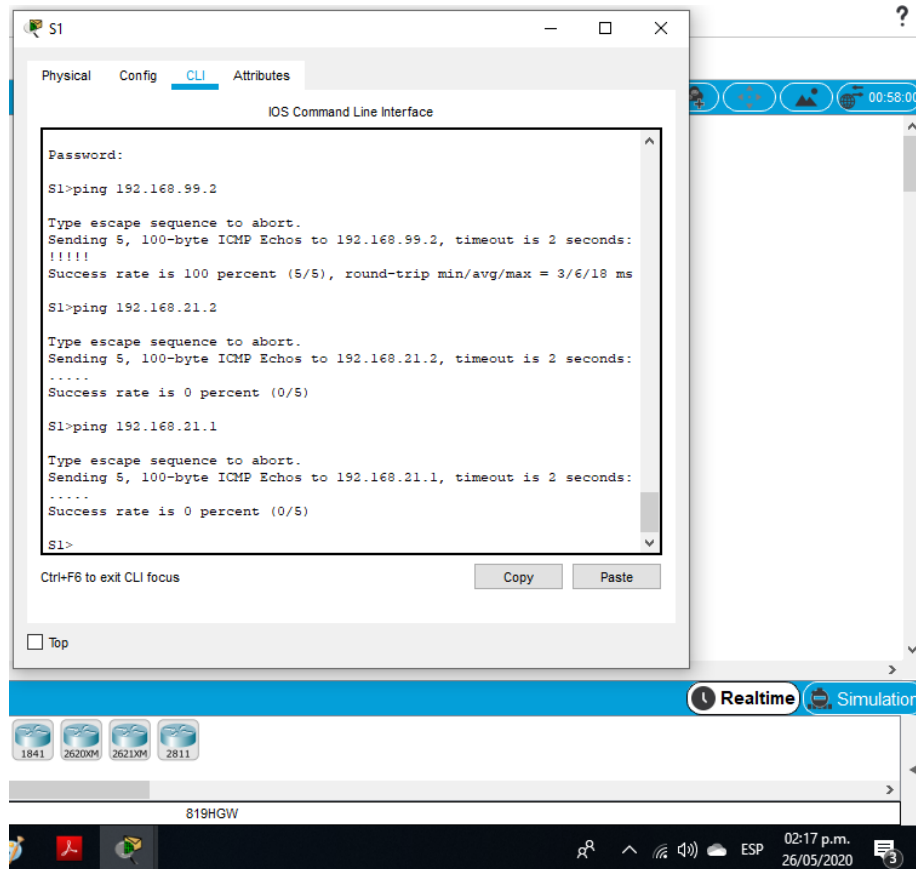 ?
S1
Physical Config CLI Attributes
00:58:00
IOS Command Line Interface
Password:
S1>ping 192.168.99.2
Type escape sequence to abort.
Sending 5, 100-byte ICMP Echos to 192.168.99.2, timeout is 2 seconds:
!!!!!
Success rate is 100 percent (5/5), round-trip min/avg/max = 3/6/18 ms
S1>ping 192.168.21.2
Type escape sequence to abort.
Sending 5, 100-byte ICMP Echos to 192.168.21.2, timeout is 2 seconds:
.....
Success rate is 0 percent (0/5)
S1>ping 192.168.21.1
Type escape sequence to abort.
Sending 5, 100-byte ICMP Echos to 192.168.21.1, timeout is 2 seconds:
.....
Success rate is 0 percent (0/5)
S1>
Ctrl+F6 to exit CLI focus
Copy Paste
Top
Realtime Simulation
1841 2620XM 2621XM 2811
819HGW
ESP
02:17 p.m.
26/05/2020
3